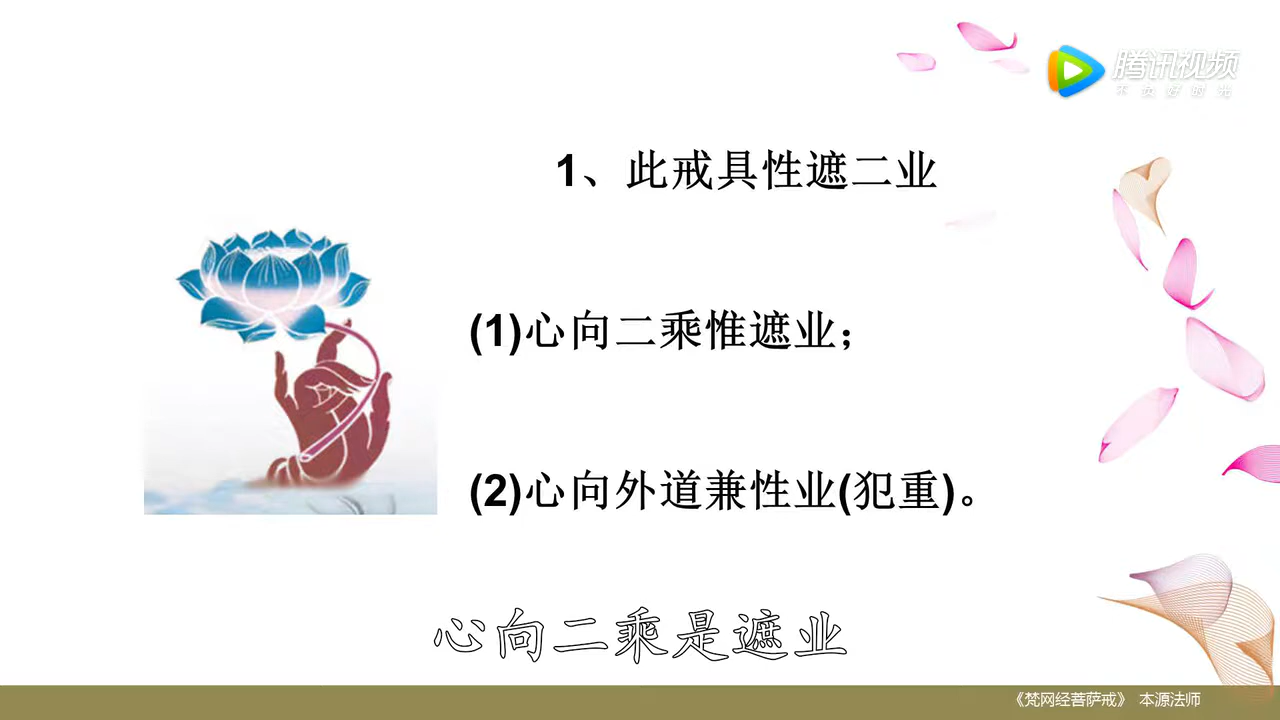 腾讯视频
不负好时光
1、此戒具性遮二业
(1)心向二乘惟遮业；
(2)心向外道兼性业(犯重)。
心向二乘是遮业
《梵网经菩萨戒》 本源法师